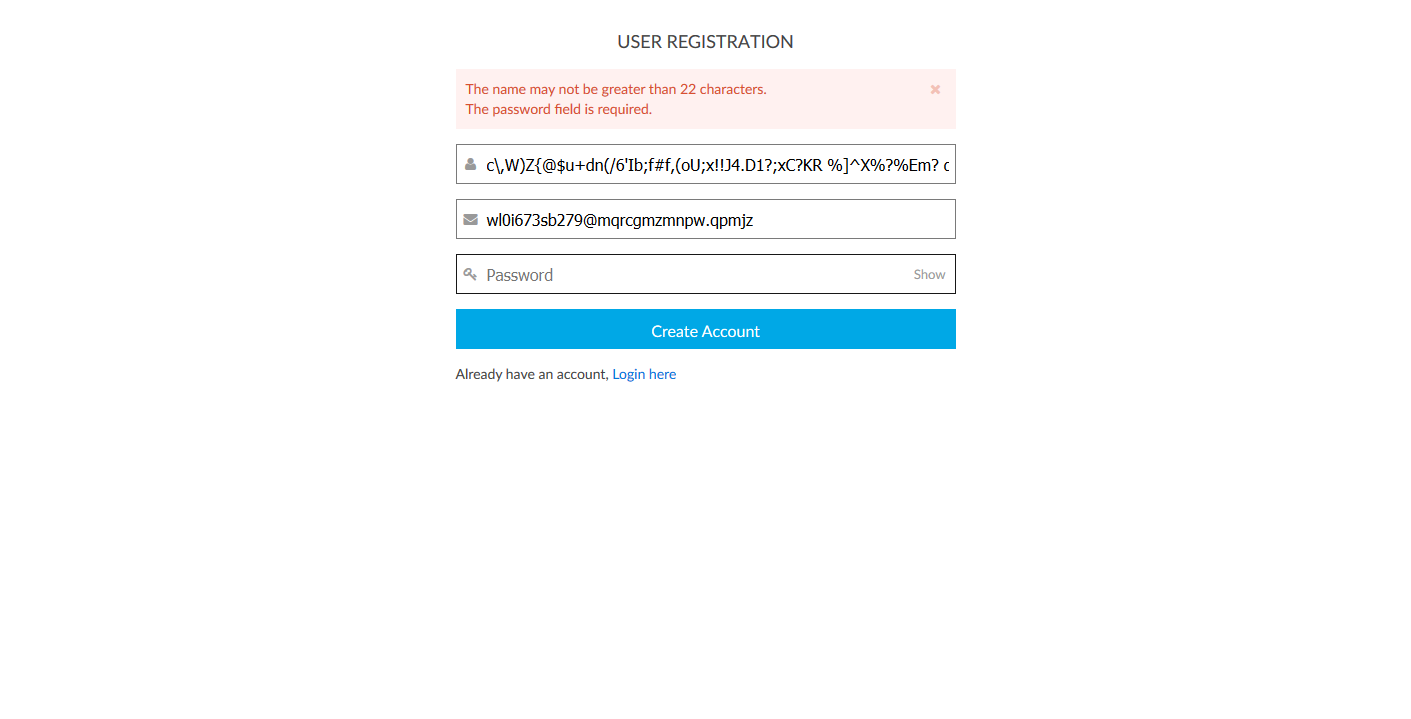 USER REGISTRATION
The name may not be greater than 22 characters.
The password field is required.
c\,W)Z{@$u+dn(/6'Ib;f#f,(oU;x!!J4.D1?;xC?KR %]^X%?%Em?
wl0i673sb279@mqrcgmzmnpw.qpmjz
Password Show
Create Account
Already have an account, Login here